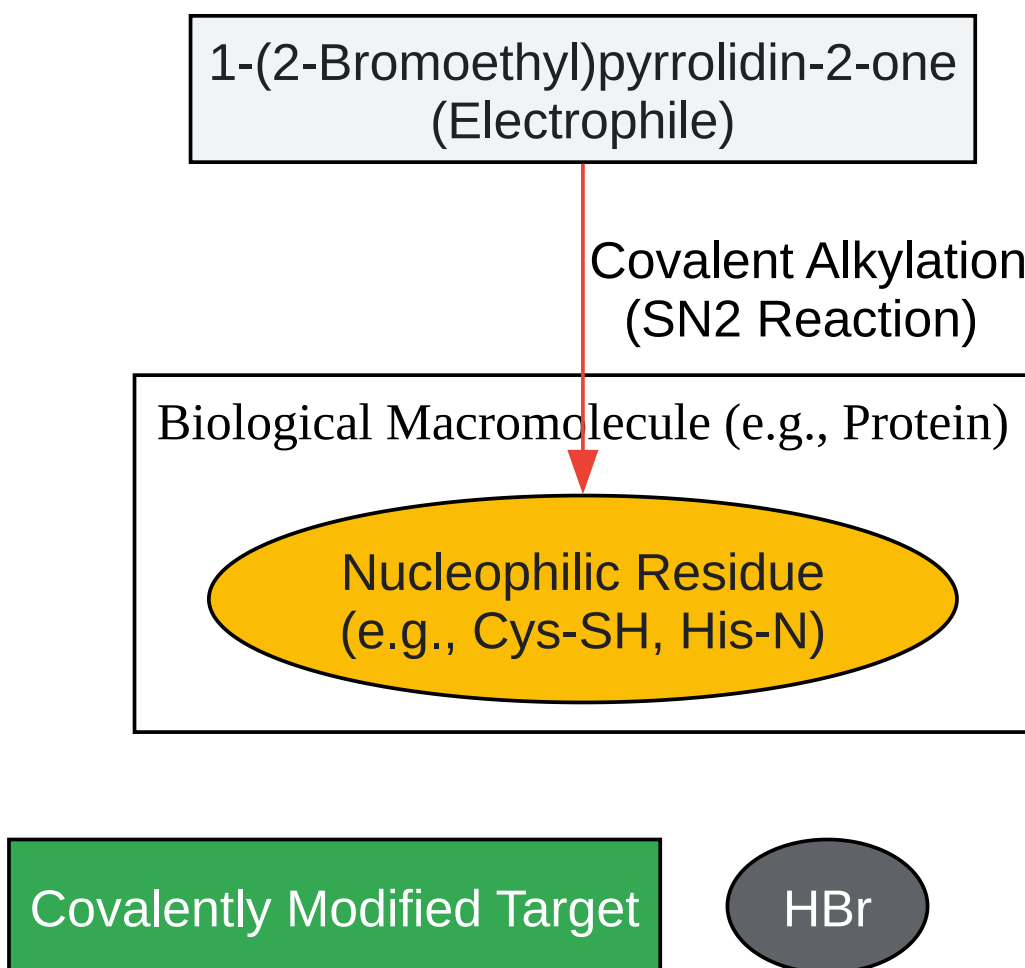 1-(2-Bromoethyl)pyrrolidin-2-one
(Electrophile)
Covalent Alkylation
(SN2 Reaction)
Biological Macromolecule (e.g., Protein)
Nucleophilic Residue
(e.g., Cys-SH, His-N)
Covalently Modified Target
HBr